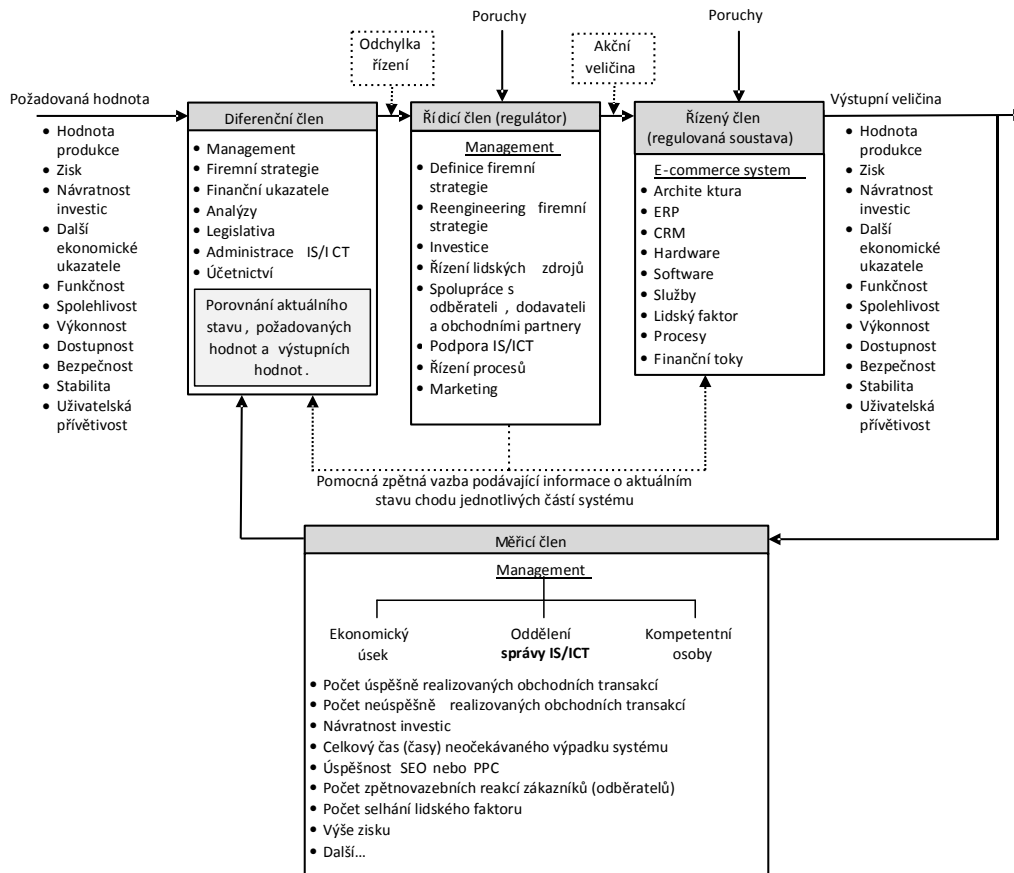 Poruchy
Poruchy
Odchylka
řízení
Akční
veličina
Požadovaná hodnota
• Hodnota
produkce
• Zisk
• Návratnost
investic
• Další
ekonomické
ukazatele
• Funkčnost
• Spolehlivost
• Výkonnost
• Dostupnost
• Bezpečnost
• Stabilita
• Uživatelská
přívětivost
Diferenční člen
• Management
• Firemní strategie
• Finanční ukazatele
• Analýzy
• Legislativa
• Administrace IS/I CT
• Účetnictví
Porovnání aktuálního
stavu , požadovaných
hodnot a výstupních
hodnot .
Ří dicí člen (regulátor)
Management
• Definice firemní
strategie
• Reengineering firemní
strategie
• Investice
• Řízení lidských zdrojů
• Spolupráce s
odběrateli , dodavateli
a obchodními partnery
• Podpora IS/ICT
• Řízení procesů
• Marketing
Řízený člen
(regulovaná soustava)
E-commerce system
• Archite ktura
• ERP
• CRM
• Hardware
• Software
• Služby
• Lidský faktor
• Procesy
• Finanční toky
Výstupní veličina
• Hodnota
produkce
• Zisk
• Návratnost
investic
• Další
ekonomické
ukazatele
• Funkčnost
• Spolehlivost
• Výkonnost
• Dostupnost
• Bezpečnost
• Stabilita
• Uživatelská
přívětivost
Pomocná zpětná vazba podávající informace o aktuálním
stavu chodu jednotlivých částí systému
Měřicí člen
Management
Ekonomický
úsek
Oddělení
správy IS/ICT
Kompetentní
osoby
• Počet úspěšně realizovaných obchodních transakcí
• Počet neúspěšně realizovaných obchodních transakcí
• Návratnost investic
• Celkový čas (časy) neočekávaného výpadku systému
• Úspěšnost SEO nebo PPC
• Počet zpětnovazebních reakcí zákazníků (odběratelů)
• Počet selhání lidského faktoru
• Výše zisku
• Další…